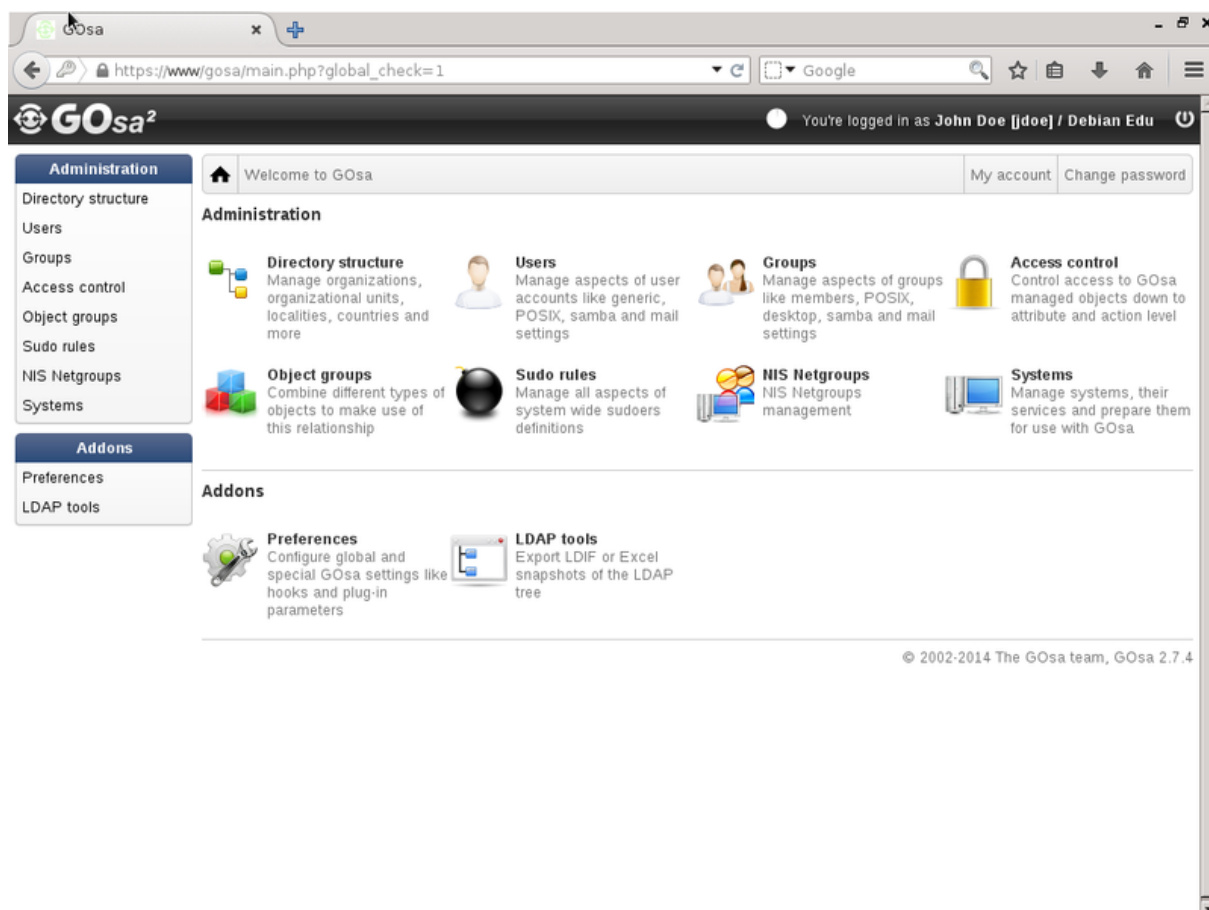 GOsa
https://www/gosa/main.php?global_check=1
Google
GOsa²
You're logged in as John Doe [jdoe] / Debian Edu
Administration
Directory structure
Users
Groups
Access control
Object groups
Sudo rules
NIS Netgroups
Systems
Addons
Preferences
LDAP tools
Welcome to GOsa
My account
Change password
Administration
Directory structure
Manage organizations,
organizational units,
localities, countries and
more
Users
Manage aspects of user
accounts like generic,
POSIX, samba and mail
settings
Groups
Manage aspects of groups
like members, POSIX,
desktop, samba and mail
settings
Access control
Control access to GOsa
managed objects down to
attribute and action level
Object groups
Combine different types of
objects to make use of
this relationship
Sudo rules
Manage all aspects of
system wide sudoers
definitions
NIS Netgroups
NIS Netgroups
management
Systems
Manage systems, their
services and prepare them
for use with GOsa
Addons
Preferences
Configure global and
special GOsa settings like
hooks and plug-in
parameters
LDAP tools
Export LDIF or Excel
snapshots of the LDAP
tree
© 2002-2014 The GOsa team, GOsa 2.7.4